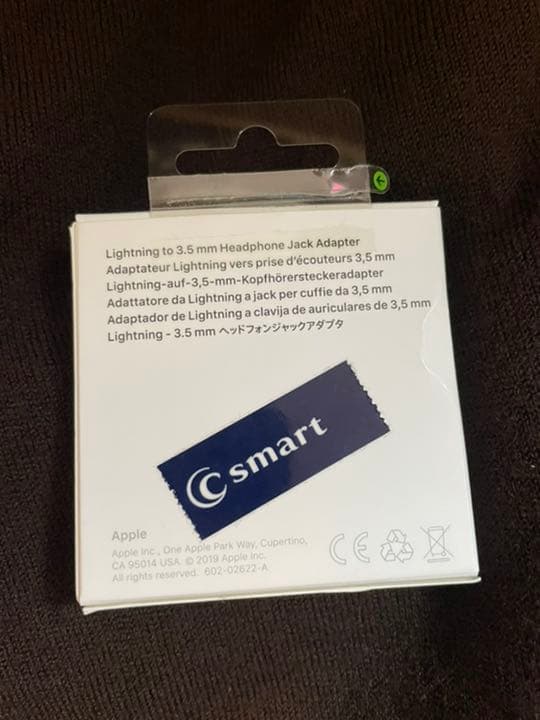 Lightning to 3.5 mm Headphone Jack Adapter
Adaptateur Lightning vers prise d'écouteurs 3,5 mm
Lightning-auf-3,5-mm-Kopfhörersteckeradapter
Adattatore da Lightning a jack per cuffie da 3,5 mm
Adaptador de Lightning a clavija de auriculares de 3,5 mm
Lightning - 3.5 mm ヘッドフォンジャックアダプタ
Csmart
Apple
Apple Inc., One Apple Park Way, Cupertino,
CA 95014 USA. © 2019 Apple Inc.
All rights reserved. 602-02622-A
CE